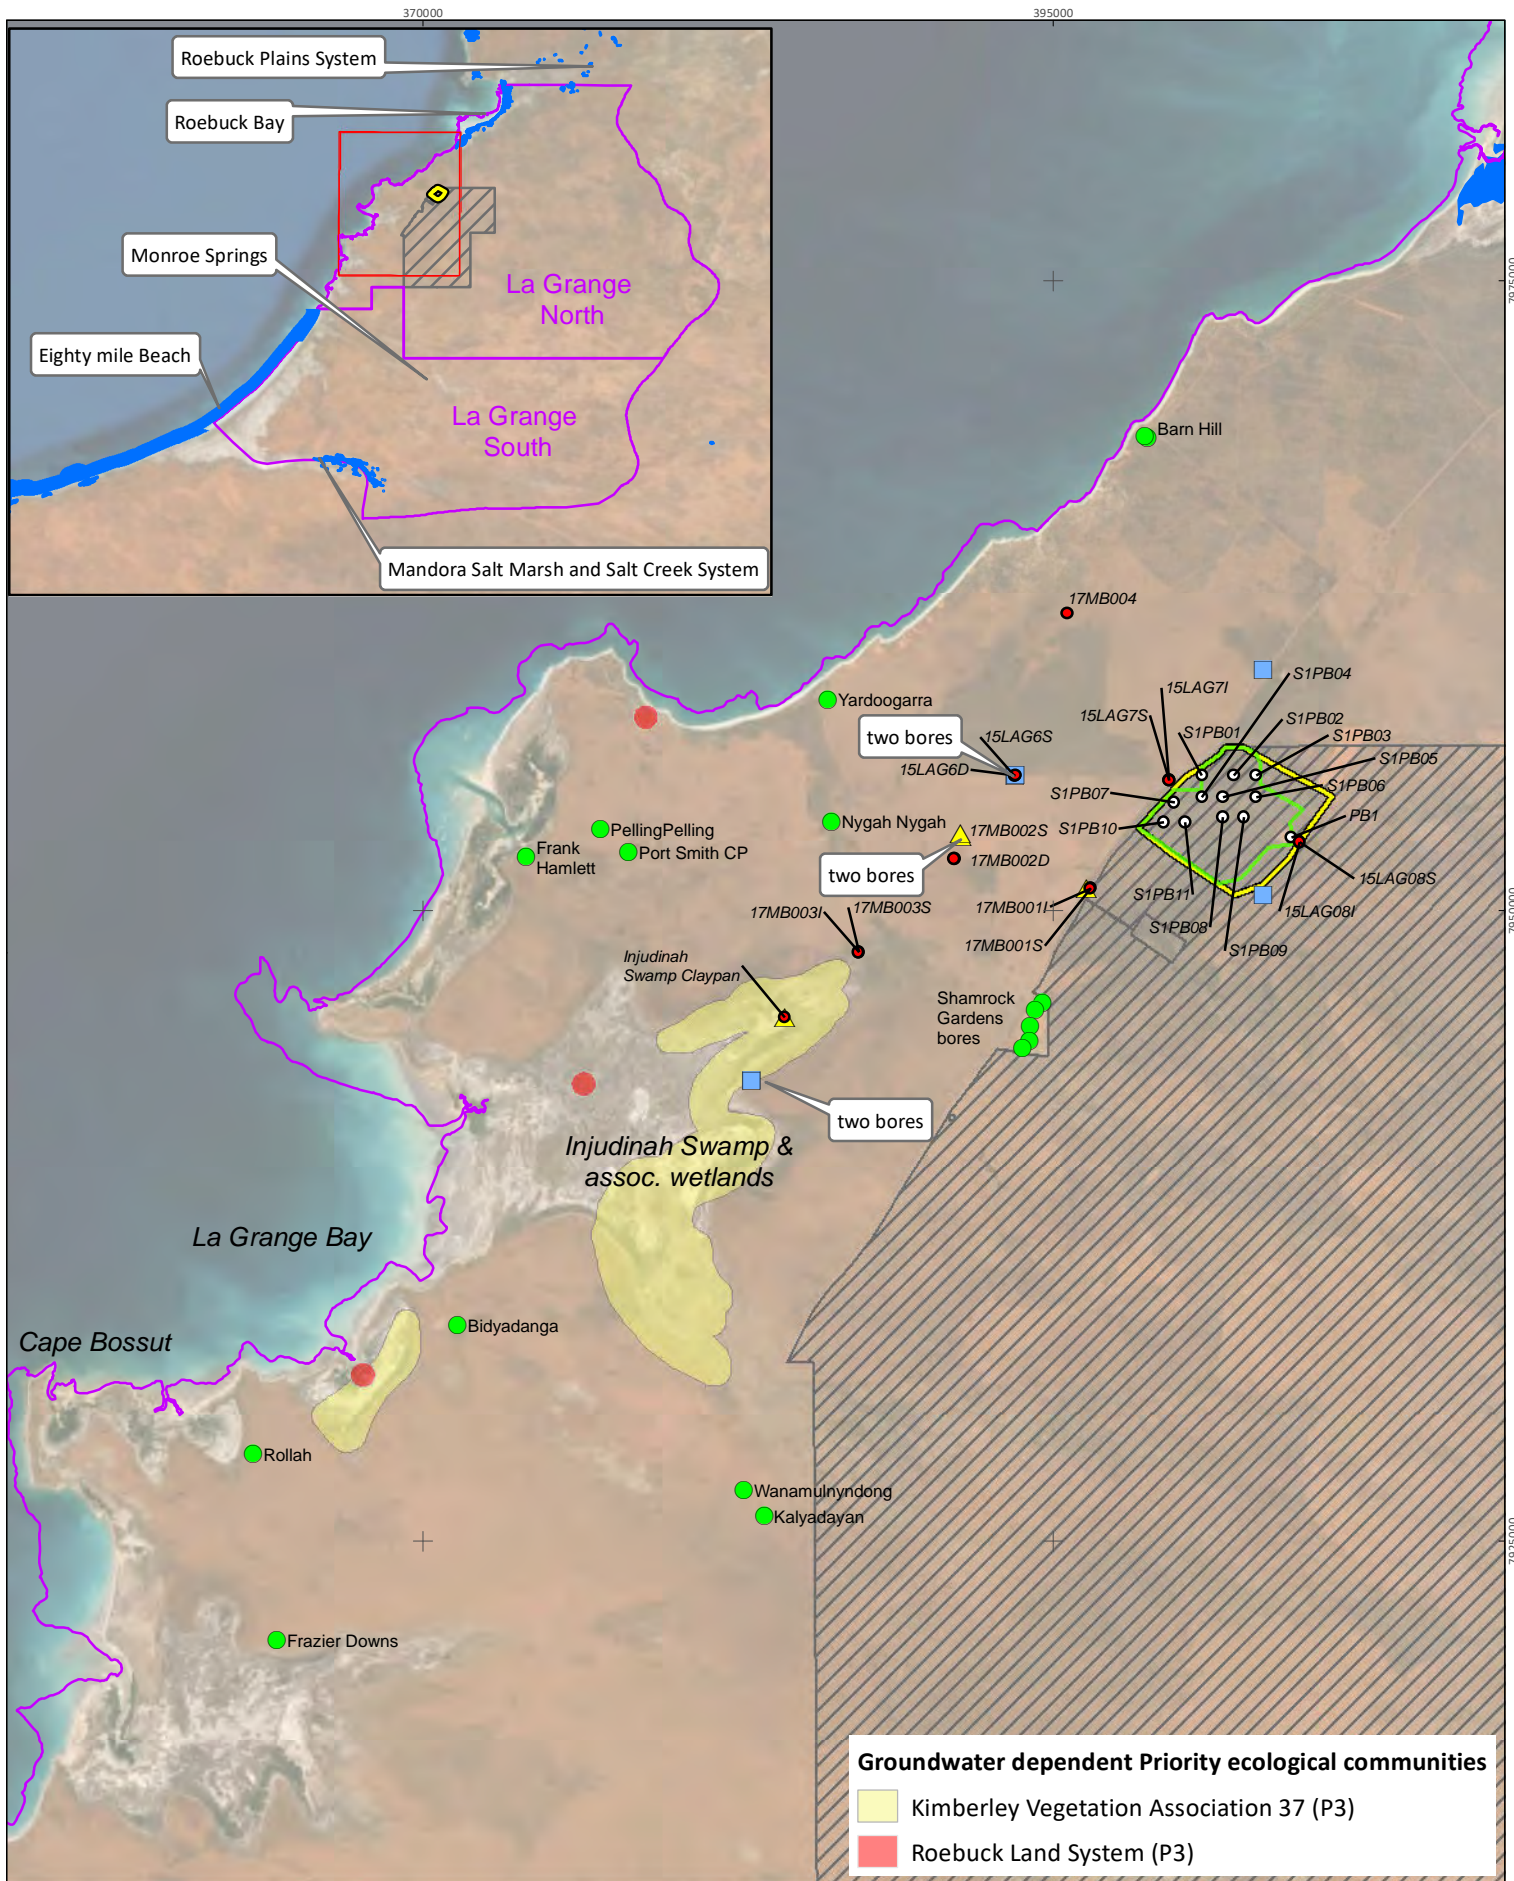 370000
395000
Roebuck Plains System
Roebuck Bay
Monroe Springs
Eighty mile Beach
La Grange
North
La Grange
South
Mandora Salt Marsh and Salt Creek System
7975000
Barn Hill
17MB004
Yardoogarra
two bores
15LAG6S
15LAG6D
15LAG7I
15LAG7S
S1PB04
S1PB01
S1PB02
S1PB03
S1PB05
S1PB06
S1PB07
PB1
S1PB10
Nygah Nygah
17MB002S
17MB002D
two bores
PellingPelling
Port Smith CP
Frank
Hamlett
15LAG08S
S1PB11
15LAG08I
S1PB08
S1PB09
17MB001I
17MB001S
17MB003I
17MB003S
7950000
Injudinah
Swamp Claypan
Shamrock
Gardens
bores
two bores
Injudinah Swamp &
assoc. wetlands
La Grange Bay
Bidyadanga
Cape Bossut
Rollah
Wanamulnyndong
Kalyadayan
7925000
Frazier Downs
Groundwater dependent Priority ecological communities
Kimberley Vegetation Association 37 (P3)
Roebuck Land System (P3)